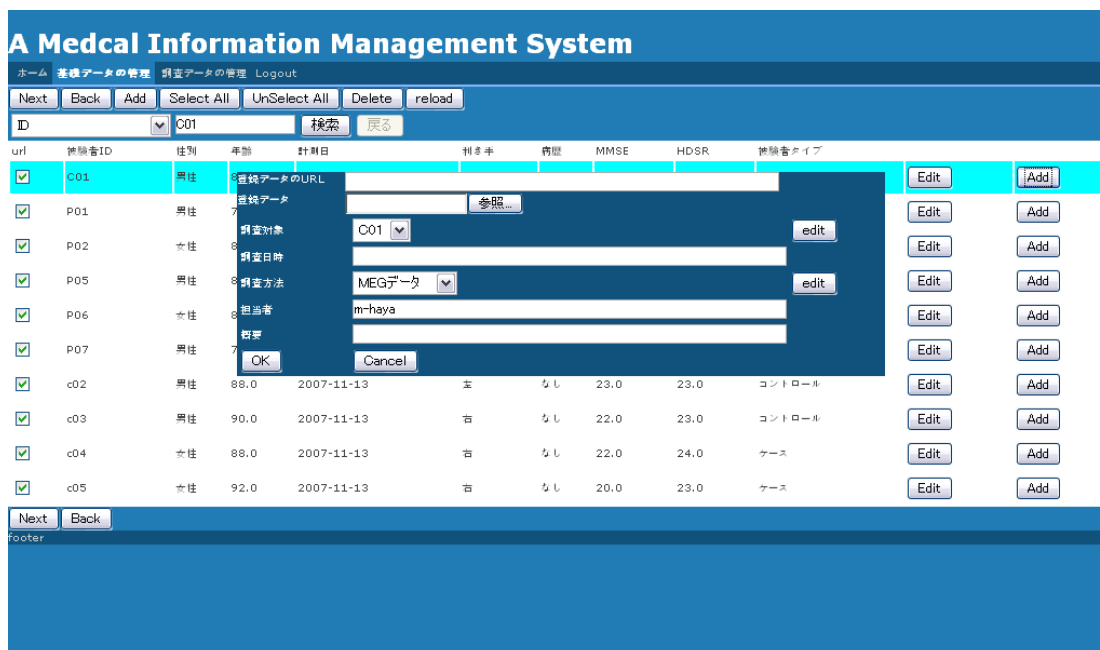 A Medcal Information Management System
ホーム 基礎データの管理 調査データの管理 Logout
Next Back Add Select All UnSelect All Delete reload
ID C01 検索 戻る
url 被験者ID 性別 年齢 計測日 利き手 病歴 MMSE HDSR 被験者タイプ
C01 男性 8 Edit Add
登録データのURL
登録データ 参照...
P01 男性 7 Edit Add
調査対象 C01 edit
P02 女性 8 Edit Add
調査日時
P05 男性 8 Edit Add
調査方法 MEGデータ edit
P06 女性 8 Edit Add
担当者 m-haya
概要
P07 男性 7 Edit Add
OK Cancel
c02 男性 88.0 2007-11-13 左 なし 23.0 23.0 コントロール Edit Add
c03 男性 90.0 2007-11-13 右 なし 22.0 23.0 コントロール Edit Add
c04 女性 88.0 2007-11-13 右 なし 22.0 24.0 ケース Edit Add
c05 女性 92.0 2007-11-13 右 なし 20.0 23.0 ケース Edit Add
Next Back
footer